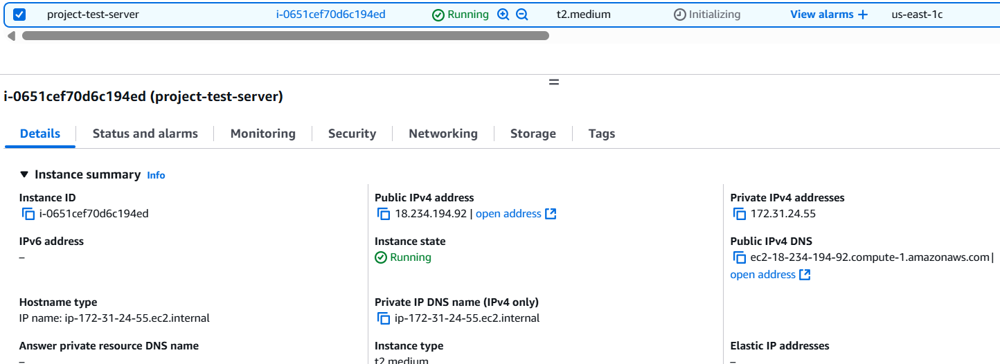 project-test-server i-0651cef70d6c194ed Running t2.medium Initializing View alarms + us-east-1c
i-0651cef70d6c194ed (project-test-server)
Details Status and alarms Monitoring Security Networking Storage Tags
Instance summary Info
Instance ID
i-0651cef70d6c194ed
Public IPv4 address
18.234.194.92 | open address
Private IPv4 addresses
172.31.24.55
IPv6 address
–
Instance state
Running
Public IPv4 DNS
ec2-18-234-194-92.compute-1.amazonaws.com |
open address
Hostname type
IP name: ip-172-31-24-55.ec2.internal
Private IP DNS name (IPv4 only)
ip-172-31-24-55.ec2.internal
Answer private resource DNS name
–
Instance type
t2.medium
Elastic IP addresses
–